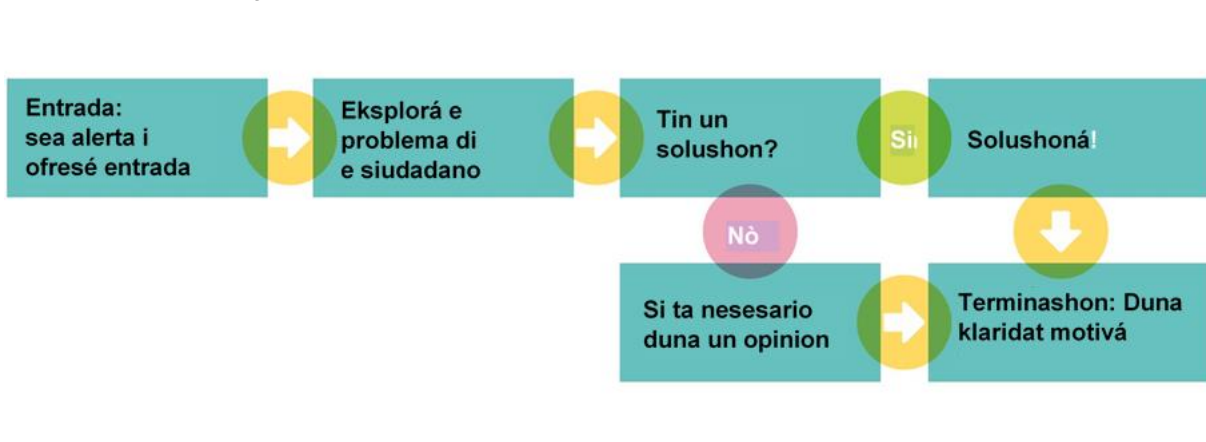 Entrada:
sea alerta i
ofresé entrada
Eksplorá e
problema di
e siudadano
Tin un
solushon?
Si
Solushoná!
Nò
Si ta nesesario
duna un opinion
Terminashon: Duna
klaridat motivá